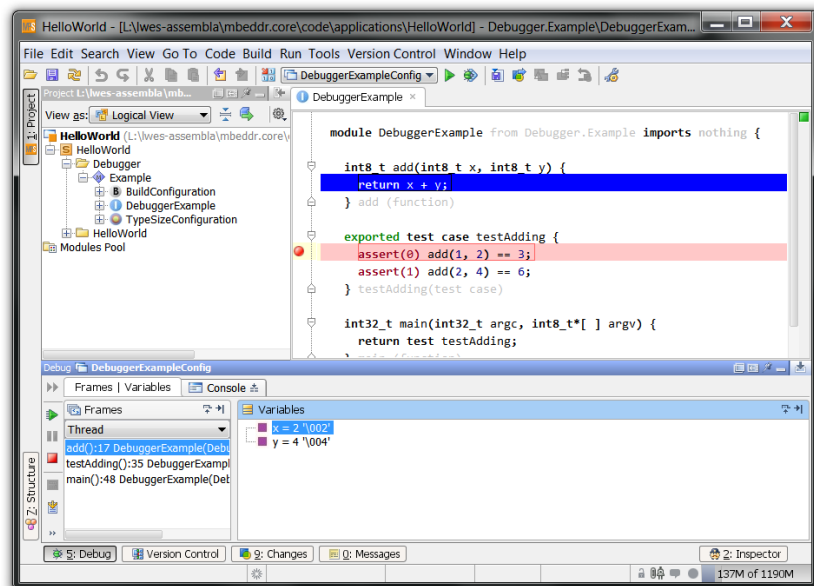 HelloWorld - [L:\lwes-assembla\mbeddr.core\code\applications\HelloWorld] - Debugger.Example\DebuggerExam...
File Edit Search View Go To Code Build Run Tools Version Control Window Help
DebuggerExampleConfig
Project L:\lwes-assembla\mb...
DebuggerExample
1: Project
View as: Logical View
HelloWorld (L:\lwes-assembla\mbeddr.core\
HelloWorld
Debugger
Example
BuildConfiguration
DebuggerExample
TypeSizeConfiguration
HelloWorld
Modules Pool
module DebuggerExample from Debugger.Example imports nothing {
int8_t add(int8_t x, int8_t y) {
return x + y;
} add (function)
exported test case testAdding {
assert(0) add(1, 2) == 3;
assert(1) add(2, 4) == 6;
} testAdding(test case)
int32_t main(int32_t argc, int8_t*[ ] argv) {
return test testAdding;
} main (function)
Debug DebuggerExampleConfig
Frames | Variables Console
Frames
Variables
Thread
add():17 DebuggerExample(Debu
testAdding():35 DebuggerExampl
main():48 DebuggerExample(Deb
x = 2 '\002'
y = 4 '\004'
Z: Structure
5: Debug Version Control 9: Changes 0: Messages 2: Inspector
137M of 1190M